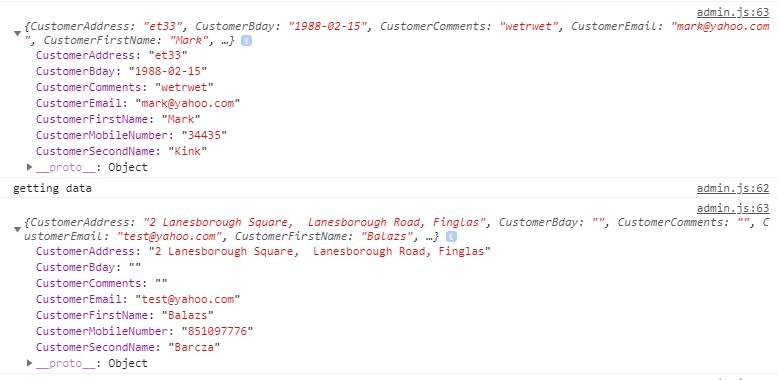 admin.js:63
{CustomerAddress: "et33", CustomerBday: "1988-02-15", CustomerComments: "wetrwet", CustomerEmail: "mark@yahoo.com
", CustomerFirstName: "Mark", …} i
CustomerAddress: "et33"
CustomerBday: "1988-02-15"
CustomerComments: "wetrwet"
CustomerEmail: "mark@yahoo.com"
CustomerFirstName: "Mark"
CustomerMobileNumber: "34435"
CustomerSecondName: "Kink"
__proto__: Object
getting data admin.js:62
admin.js:63
{CustomerAddress: "2 Lanesborough Square,  Lanesborough Road, Finglas", CustomerBday: "", CustomerComments: "", C
ustomerEmail: "test@yahoo.com", CustomerFirstName: "Balazs", …} i
CustomerAddress: "2 Lanesborough Square,  Lanesborough Road, Finglas"
CustomerBday: ""
CustomerComments: ""
CustomerEmail: "test@yahoo.com"
CustomerFirstName: "Balazs"
CustomerMobileNumber: "851097776"
CustomerSecondName: "Barcza"
__proto__: Object